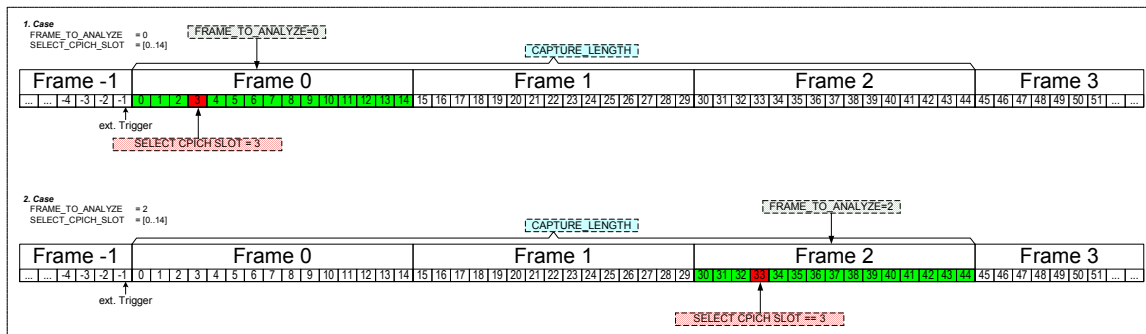 1. Case
FRAME_TO_ANALYZE = 0
SELECT_CPICH_SLOT = [0..14]
FRAME_TO_ANALYZE=0
CAPTURE_LENGTH
Frame -1 Frame 0 Frame 1 Frame 2 Frame 3
... ... -4 -3 -2 -1 0 1 2 3 4 5 6 7 8 9 10 11 12 13 14 15 16 17 18 19 20 21 22 23 24 25 26 27 28 29 30 31 32 33 34 35 36 37 38 39 40 41 42 43 44 45 46 47 48 49 50 51 ... ...
ext. Trigger
SELECT CPICH SLOT = 3
2. Case
FRAME_TO_ANALYZE = 2
SELECT_CPICH_SLOT = [0..14]
FRAME_TO_ANALYZE=2
CAPTURE_LENGTH
Frame -1 Frame 0 Frame 1 Frame 2 Frame 3
... ... -4 -3 -2 -1 0 1 2 3 4 5 6 7 8 9 10 11 12 13 14 15 16 17 18 19 20 21 22 23 24 25 26 27 28 29 30 31 32 33 34 35 36 37 38 39 40 41 42 43 44 45 46 47 48 49 50 51 ... ...
ext. Trigger
SELECT CPICH SLOT == 3